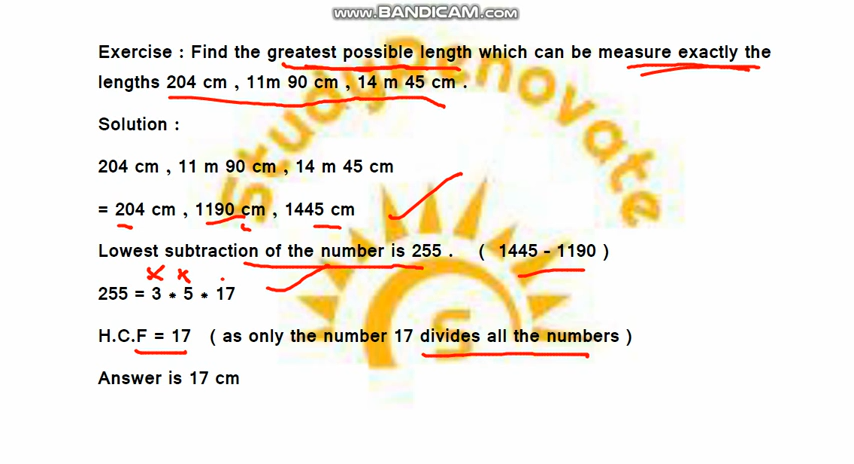 www.BANDICAM.com
Exercise : Find the greatest possible length which can be measure exactly the
lengths 204 cm , 11m 90 cm , 14 m 45 cm .
Solution :
204 cm , 11 m 90 cm , 14 m 45 cm
= 204 cm , 1190 cm , 1445 cm
Lowest subtraction of the number is 255 . ( 1445 - 1190 )
255 = 3 * 5 * 17
H.C.F = 17 ( as only the number 17 divides all the numbers )
Answer is 17 cm
StudyRenovate
S